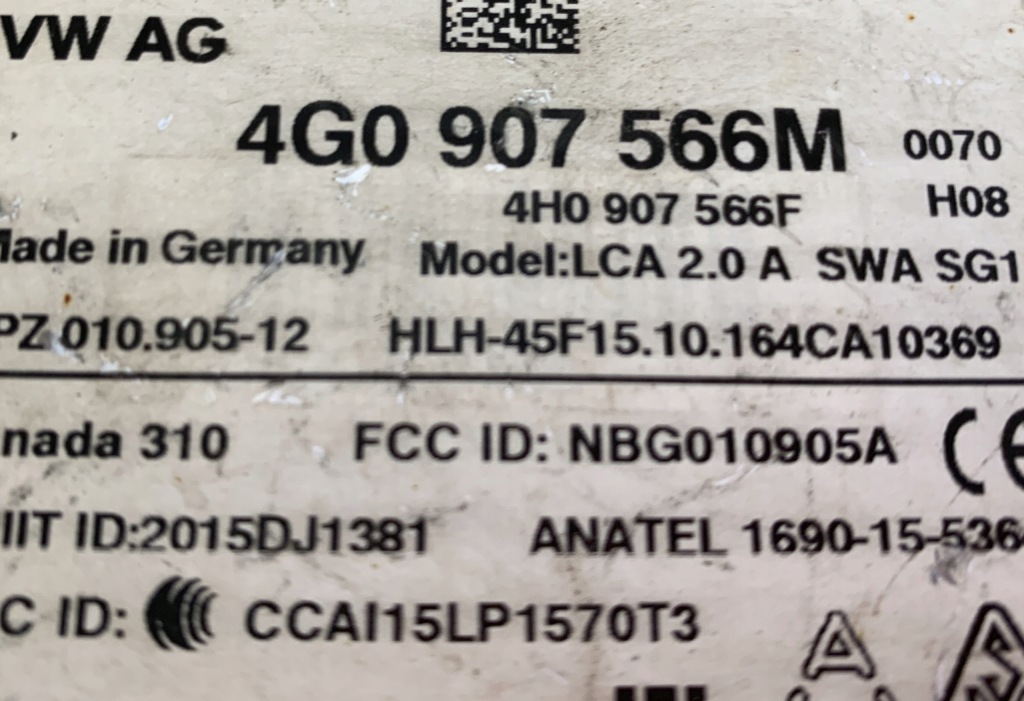 VW AG
4G0 907 566M 0070
4H0 907 566F H08
Made in Germany Model:LCA 2.0 A SWA SG1
PZ 010.905-12 HLH-45F15.10.164CA10369
nada 310 FCC ID: NBG010905A CE
IIT ID:2015DJ1381 ANATEL 1690-15-536
C ID: CCAI15LP1570T3